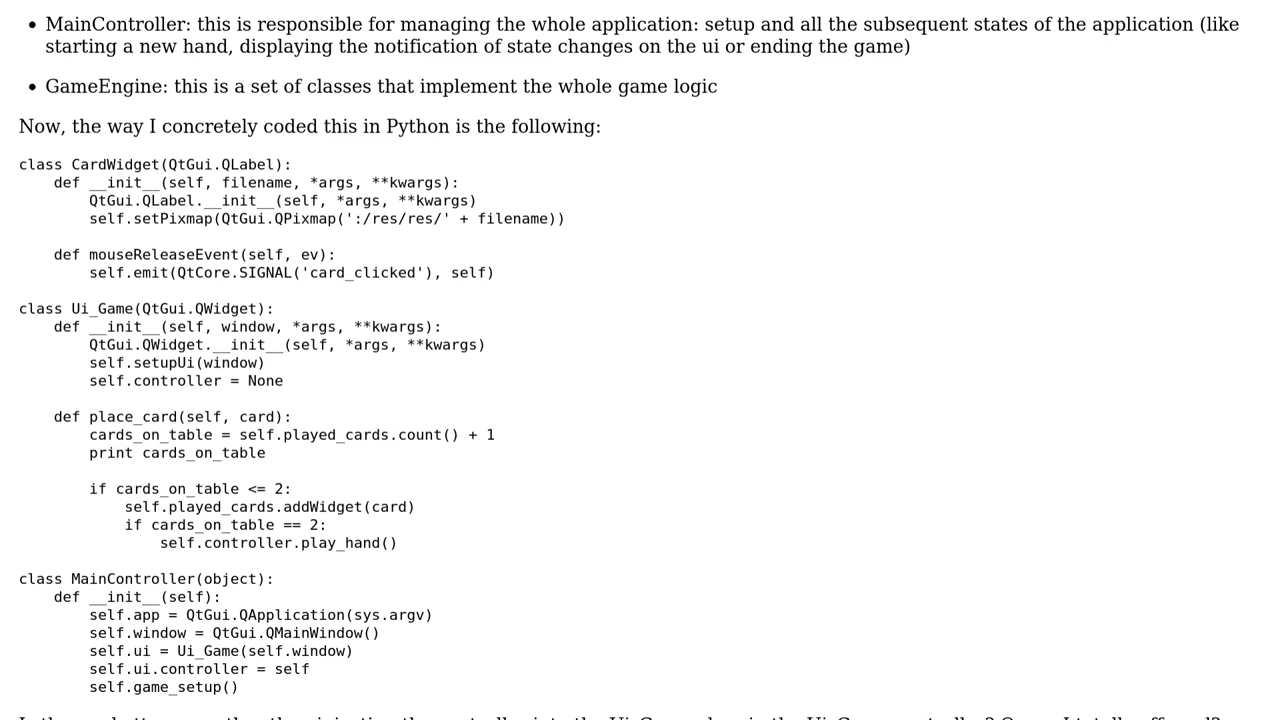 • MainController: this is responsible for managing the whole application: setup and all the subsequent states of the application (like
starting a new hand, displaying the notification of state changes on the ui or ending the game)
• GameEngine: this is a set of classes that implement the whole game logic
Now, the way I concretely coded this in Python is the following:
class CardWidget(QtGui.QLabel):
    def __init__(self, filename, *args, **kwargs):
        QtGui.QLabel.__init__(self, *args, **kwargs)
        self.setPixmap(QtGui.QPixmap(':/res/res/' + filename))
    def mouseReleaseEvent(self, ev):
        self.emit(QtCore.SIGNAL('card_clicked'), self)
class Ui_Game(QtGui.QWidget):
    def __init__(self, window, *args, **kwargs):
        QtGui.QWidget.__init__(self, *args, **kwargs)
        self.setupUi(window)
        self.controller = None
    def place_card(self, card):
        cards_on_table = self.played_cards.count() + 1
        print cards_on_table
        if cards_on_table <= 2:
            self.played_cards.addWidget(card)
            if cards_on_table == 2:
                self.controller.play_hand()
class MainController(object):
    def __init__(self):
        self.app = QtGui.QApplication(sys.argv)
        self.window = QtGui.QMainWindow()
        self.ui = Ui_Game(self.window)
        self.ui.controller = self
        self.game_setup()